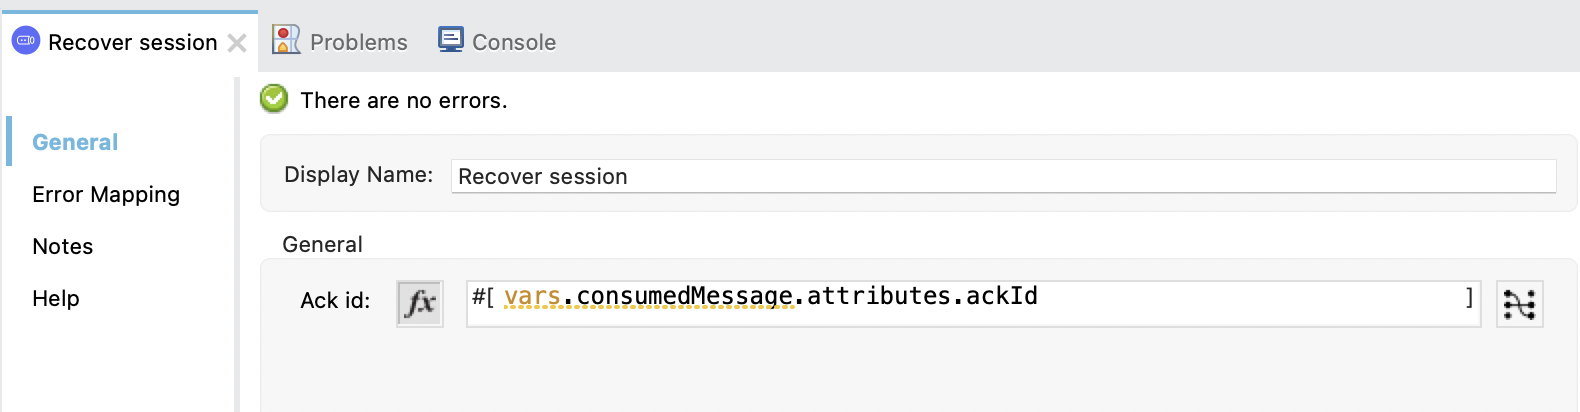 Recover session Problems Console
There are no errors.
General
Display Name: Recover session
Error Mapping
Notes
General
Help
Ack id: fx #[ vars.consumedMessage.attributes.ackId ]